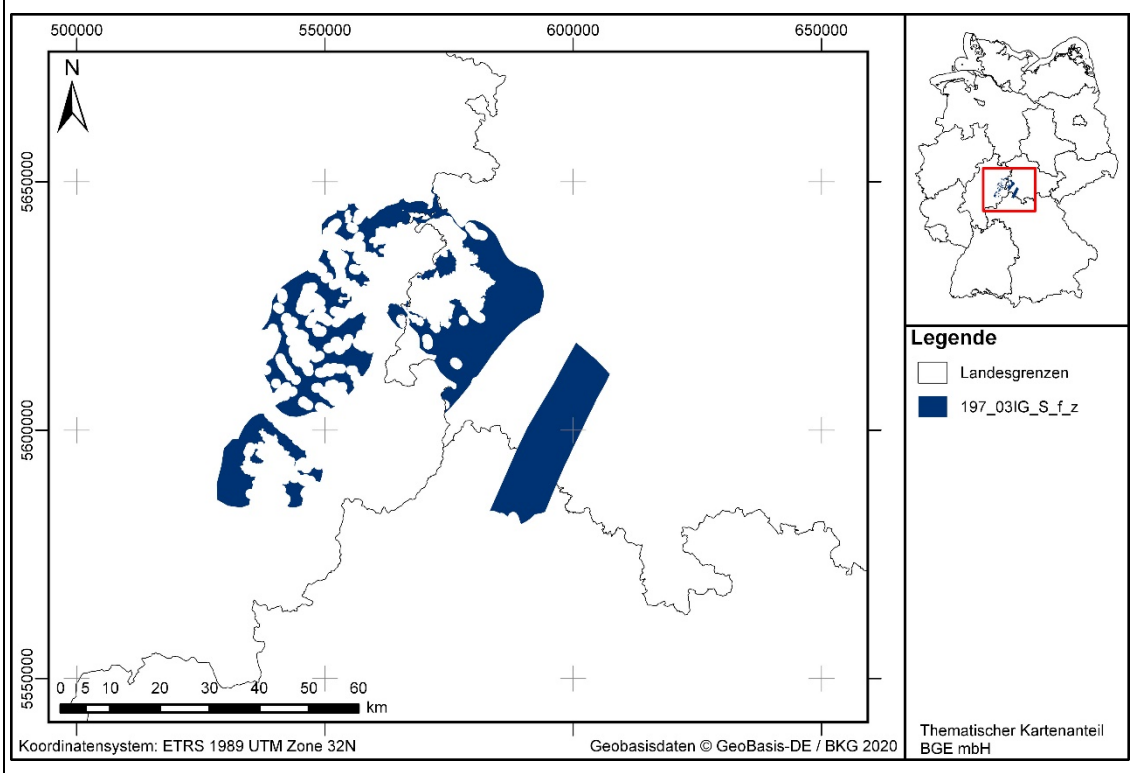 500000
550000
600000
650000
N
5650000
5600000
5550000
0 5 10 20 30 40 50 60
km
Koordinatensystem: ETRS 1989 UTM Zone 32N
Geobasisdaten © GeoBasis-DE / BKG 2020
Legende
Landesgrenzen
197_03IG_S_f_z
Thematischer Kartenanteil
BGE mbH